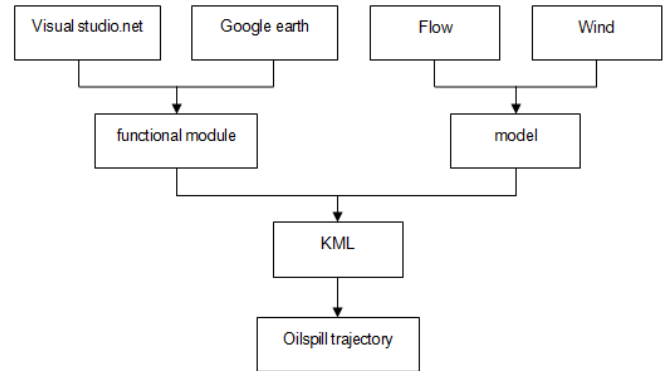 Visual studio.net
Google earth
Flow
Wind
functional module
model
KML
Oilspill trajectory